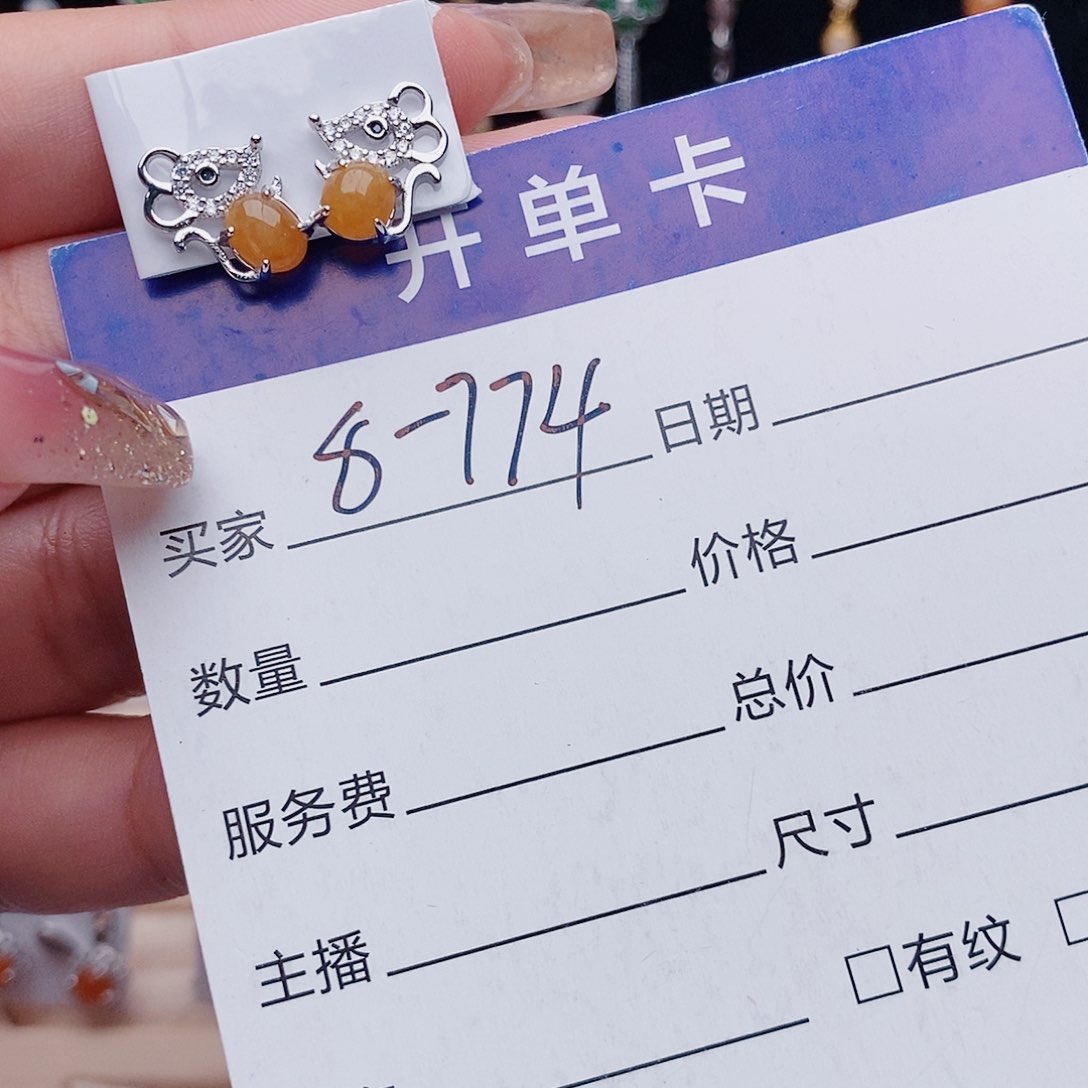 开单卡
买家 8-774 日期
数量 价格
服务费 总价
主播 尺寸
□有纹 □